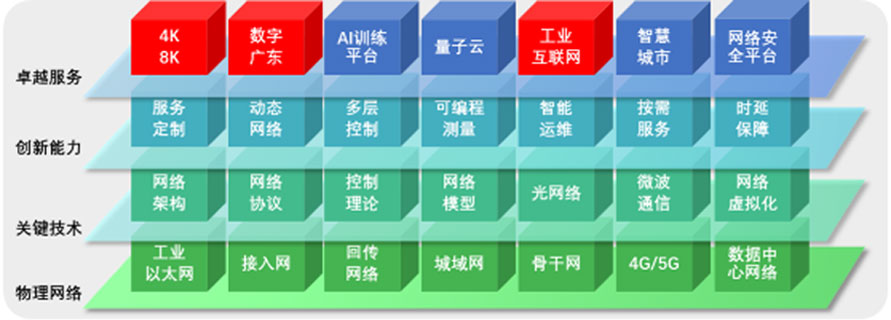 4K
8K
数字
广东
AI训练
平台
量子云
工业
互联网
智慧
城市
网络安
全平台
卓越服务
服务
定制
动态
网络
多层
控制
可编程
测量
智能
运维
按需
服务
时延
保障
创新能力
网络
架构
网络
协议
控制
理论
网络
模型
光网络
微波
通信
网络
虚拟化
关键技术
工业
以太网
接入网
回传
网络
城域网
骨干网
4G/5G
数据中
心网络
物理网络